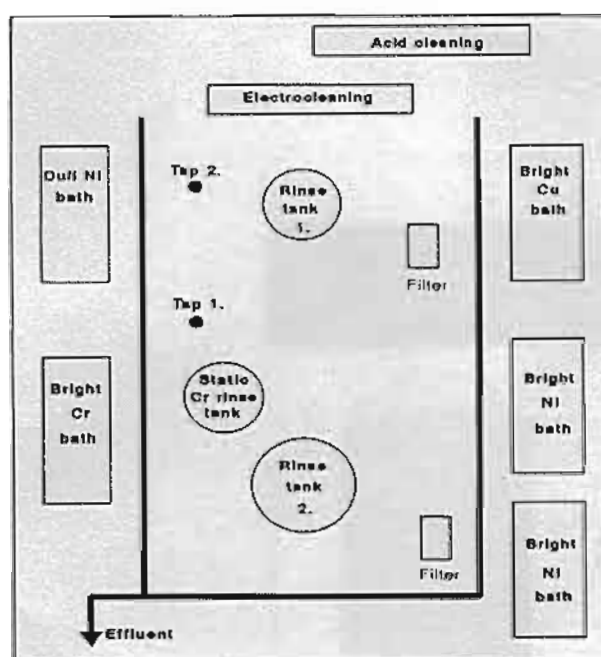 Acid cleaning
Electrocleaning
Dull Ni
bath
Tap 2.
Rinse
tank
1.
Bright
Cu
bath
Filter
Tap 1.
Bright
Cr
bath
Static
Cr rinse
tank
Bright
Ni
bath
Rinse
tank
2.
Filter
Bright
Ni
bath
Effluent